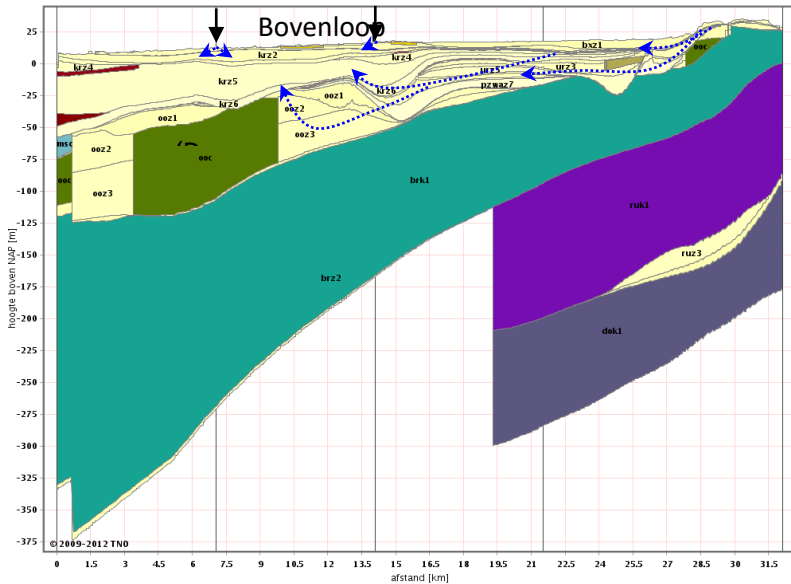 Bovenloop
25
0
-25
-50
-75
-100
-125
-150
-175
-200
-225
-250
-275
-300
-325
-350
-375
hoogte boven NAP [m]
bxz1
krz2
krz4
krz4
ooc
urz3
urz3
krz5
pzwaz7
krz6
krz6
ooz1
ooz2
ooz1
ooz3
msc
ooz2
ooc
ooc
ooz3
brk1
ruk1
ruz3
brz2
dok1
© 2009-2012 TNO
0 1.5 3 4.5 6 7.5 9 10.5 12 13.5 15 16.5 18 19.5 21 22.5 24 25.5 27 28.5 30 31.5
afstand [km]